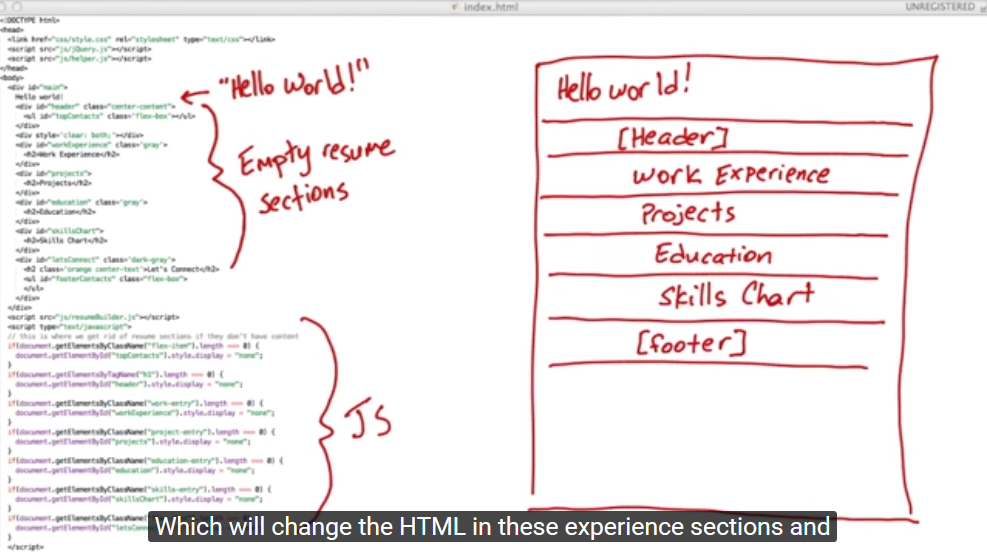 index.html
UNREGISTERED
<!DOCTYPE html>
<head>
<link href="css/style.css" rel="stylesheet" type="text/css"></link>
<script src="js/jQuery.js"></script>
<script src="js/helper.js"></script>
</head>
<body>
<div id="main">
Hello world!
<div id="header" class="center-content">
<ul id="topContacts" class="flex-box"></ul>
</div>
<div style="clear: both;"></div>
<div id="workExperience" class="gray">
<h2>Work Experience</h2>
</div>
<div id="projects">
<h2>Projects</h2>
</div>
<div id="education" class="gray">
<h2>Education</h2>
</div>
<div id="skillsChart">
<h2>Skills Chart</h2>
</div>
<div id="letsConnect" class="dark-gray">
<h2 class="orange center-text">Let's Connect</h2>
<ul id="footerContacts" class="flex-box">
</ul>
</div>
</div>
<script src="js/resumeBuilder.js"></script>
<script type="text/javascript">
// this is where we get rid of resume sections if they don't have content
if(document.getElementsByClassName("flex-item").length === 0) {
document.getElementById("topContacts").style.display = "none";
}
if(document.getElementsByTagName("h1").length === 0) {
document.getElementById("header").style.display = "none";
}
if(document.getElementsByClassName("work-entry").length === 0) {
document.getElementById("workExperience").style.display = "none";
}
if(document.getElementsByClassName("project-entry").length === 0) {
document.getElementById("projects").style.display = "none";
}
if(document.getElementsByClassName("education-entry").length === 0) {
document.getElementById("education").style.display = "none";
}
if(document.getElementsByClassName("skills-entry").length === 0) {
document.getElementById("skillsChart").style.display = "none";
}
</script>
"Hello World!"
Empty resume
sections
JS
Hello world!
[Header]
Work Experience
Projects
Education
Skills Chart
[footer]
Which will change the HTML in these experience sections and